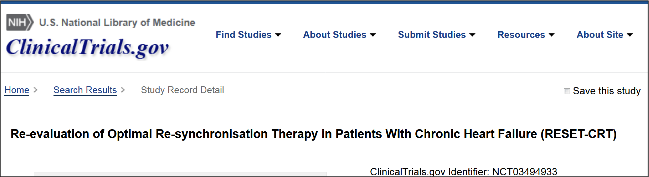 NIH U.S. National Library of Medicine
ClinicalTrials.gov
Find Studies About Studies Submit Studies Resources About Site
Home > Search Results > Study Record Detail
Save this study
Re-evaluation of Optimal Re-synchronisation Therapy in Patients With Chronic Heart Failure (RESET-CRT)
ClinicalTrials.gov Identifier: NCT03494933